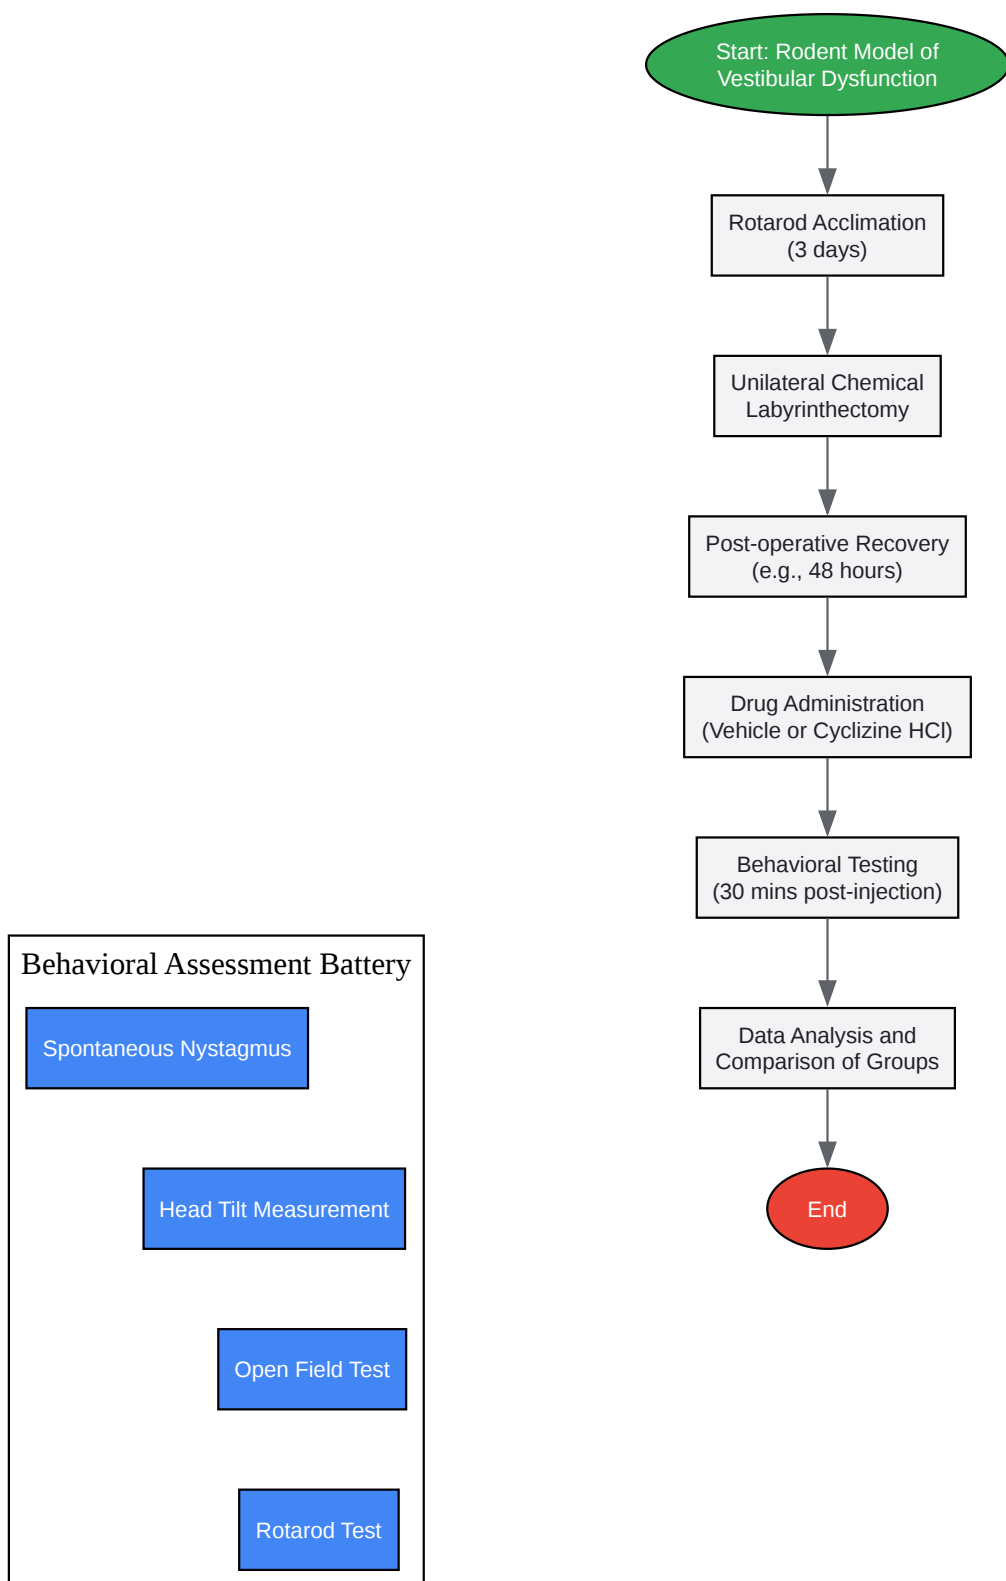 Start: Rodent Model of
Vestibular Dysfunction
Rotarod Acclimation
(3 days)
Unilateral Chemical
Labyrinthectomy
Post-operative Recovery
(e.g., 48 hours)
Drug Administration
(Vehicle or Cyclizine HCl)
Behavioral Testing
(30 mins post-injection)
Data Analysis and
Comparison of Groups
End
Behavioral Assessment Battery
Spontaneous Nystagmus
Head Tilt Measurement
Open Field Test
Rotarod Test